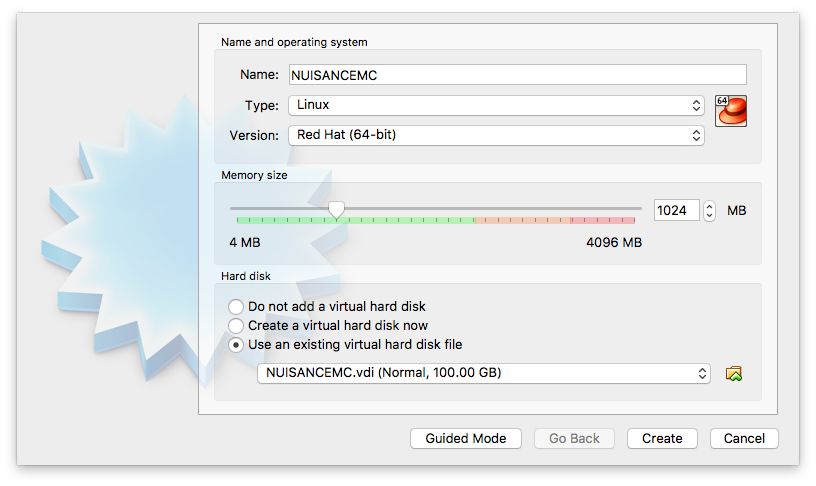 Name and operating system
Name: NUISANCEMC
Type: Linux
64
Version: Red Hat (64-bit)
Memory size
1024 MB
4 MB 4096 MB
Hard disk
Do not add a virtual hard disk
Create a virtual hard disk now
Use an existing virtual hard disk file
NUISANCEMC.vdi (Normal, 100.00 GB)
Guided Mode Go Back Create Cancel